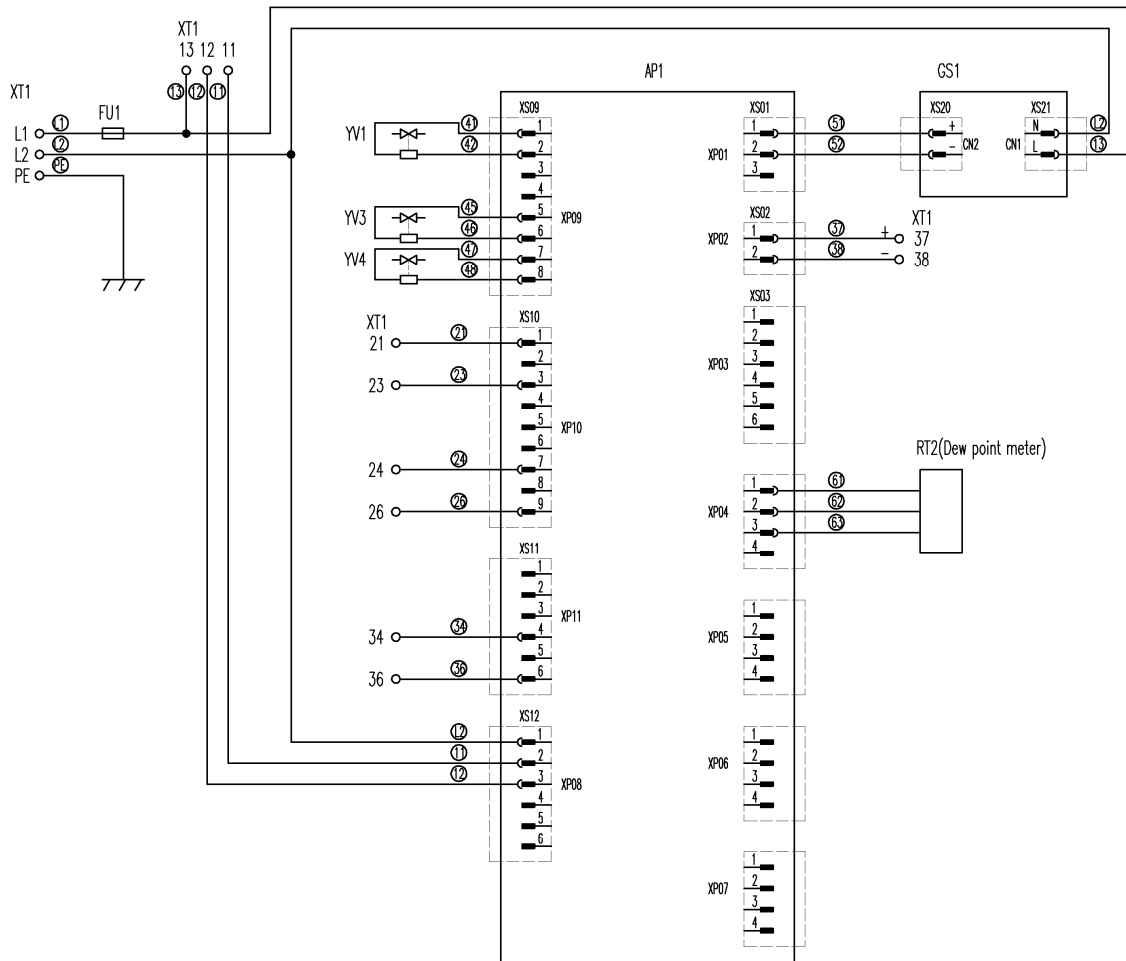 XT1
13 12 11
13 12 11
XT1
L1 L1 FU1
L2 L2
PE PE
AP1
GS1
XS09
YV1
41 1
42 2
3
4
YV3
45 5
46 6
XP09
YV4
47 7
48 8
XT1
XS10
21 21 1
2
23 23 3
4
5 XP10
6
24 24 7
8
26 26 9
XS11
1
2
3 XP11
34 34 4
5
36 36 6
XS12
L2 1
11 2
12 3 XP08
4
5
6
XS01
1 51
XP01 2 52
3
XS20 XS21
+ N L2
- CN2 CN1 L 13
XS02
XT1
XP02 1 37 + 37
2 38 - 38
XS03
1
2
XP03 3
4
5
6
RT2(Dew point meter)
1 61
XP04 2 62
3 63
4
1
XP05 2
3
4
1
XP06 2
3
4
1
XP07 2
3
4